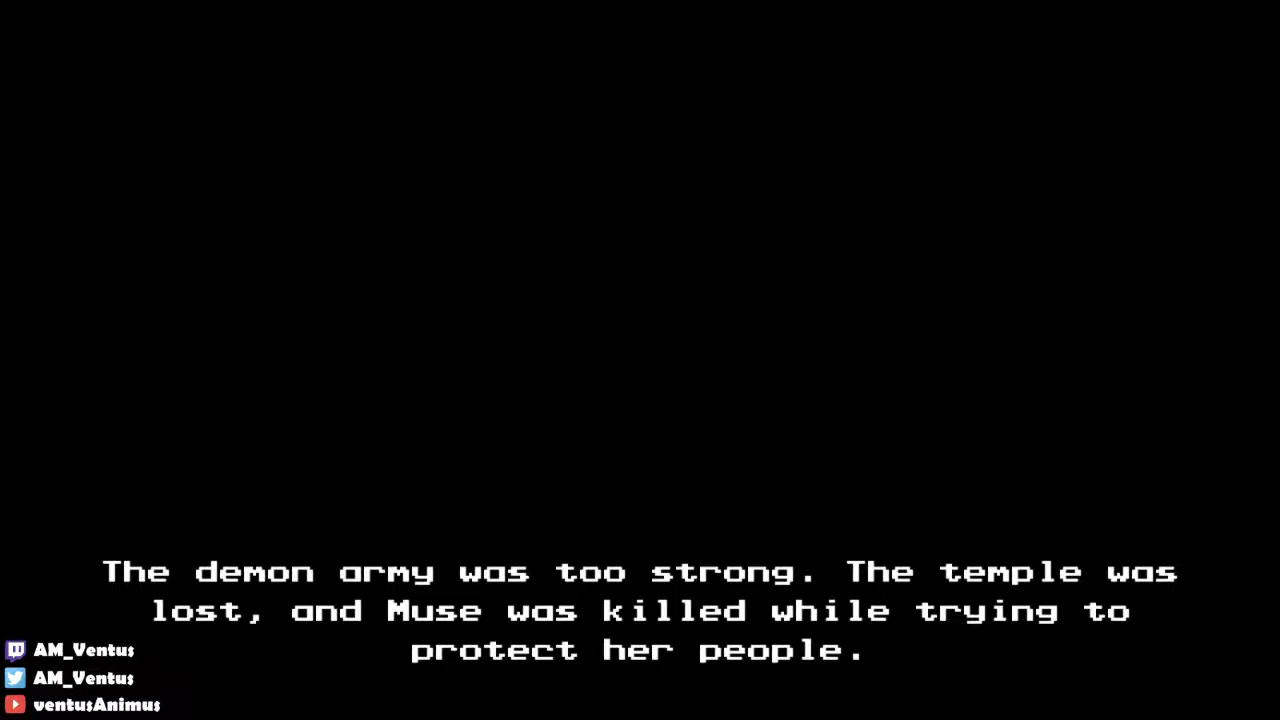 The demon army was too strong. The temple was
lost, and Muse was killed while trying to
protect her people.
AM_Ventus
AM_Ventus
ventusAnimus